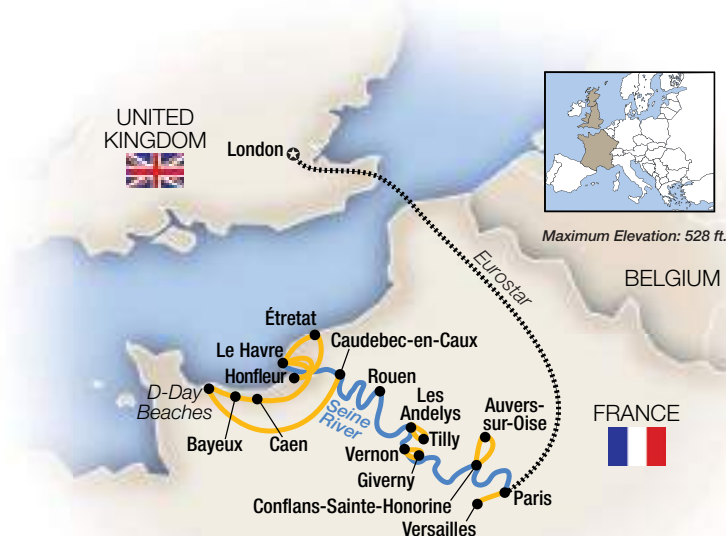 UNITED
KINGDOM
London
Maximum Elevation: 528 ft.
Eurostar
BELGIUM
Étretat
Le Havre
Caudebec-en-Caux
Honfleur
Rouen
D-Day
Beaches
Les
Andelys
Auvers-
sur-Oise
FRANCE
Seine
River
Bayeux
Caen
Tilly
Vernon
Giverny
Conflans-Sainte-Honorine
Paris
Versailles